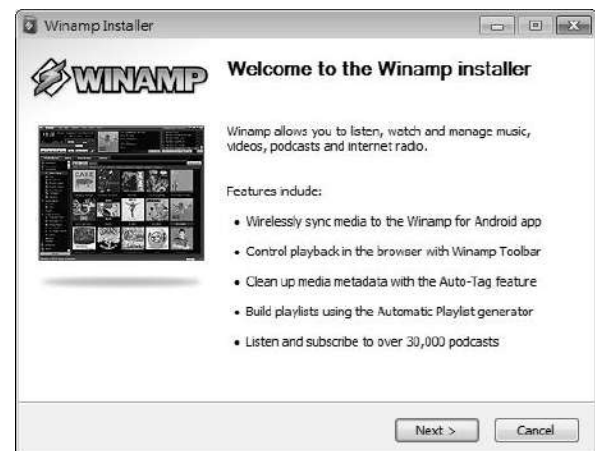 Winamp Installer
WINAMP
Welcome to the Winamp installer
Winamp allows you to listen, watch and manage music,
videos, podcasts and internet radio.
Features include:
• Wirelessly sync media to the Winamp for Android app
• Control playback in the browser with Winamp Toolbar
• Clean up media metadata with the Auto-Tag feature
• Build playlists using the Automatic Playlist generator
• Listen and subscribe to over 30,000 podcasts
Next >
Cancel